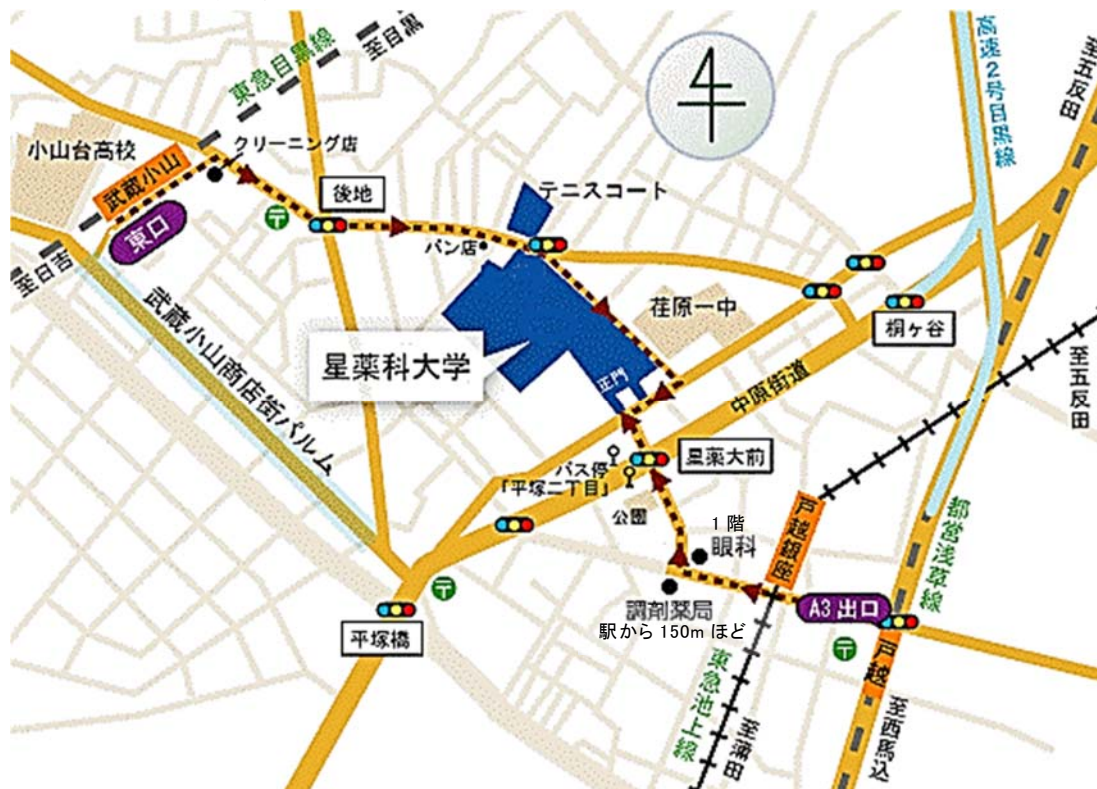 東急目黒線
至目黒
クリーニング店
小山台高校
武蔵小山
東口
至日吉
後地
テニスコート
パン店
高速2号目黒線
至五反田
荏原一中
桐ヶ谷
星薬科大学
正門
中原街道
至五反田
武蔵小山商店街パルム
星薬大前
バス停
「平塚二丁目」
公園
1階
眼科
戸越銀座
都営浅草線
調剤薬局
駅から150mほど
A3出口
平塚橋
戸越
東急池上線
至蒲田
至西馬込